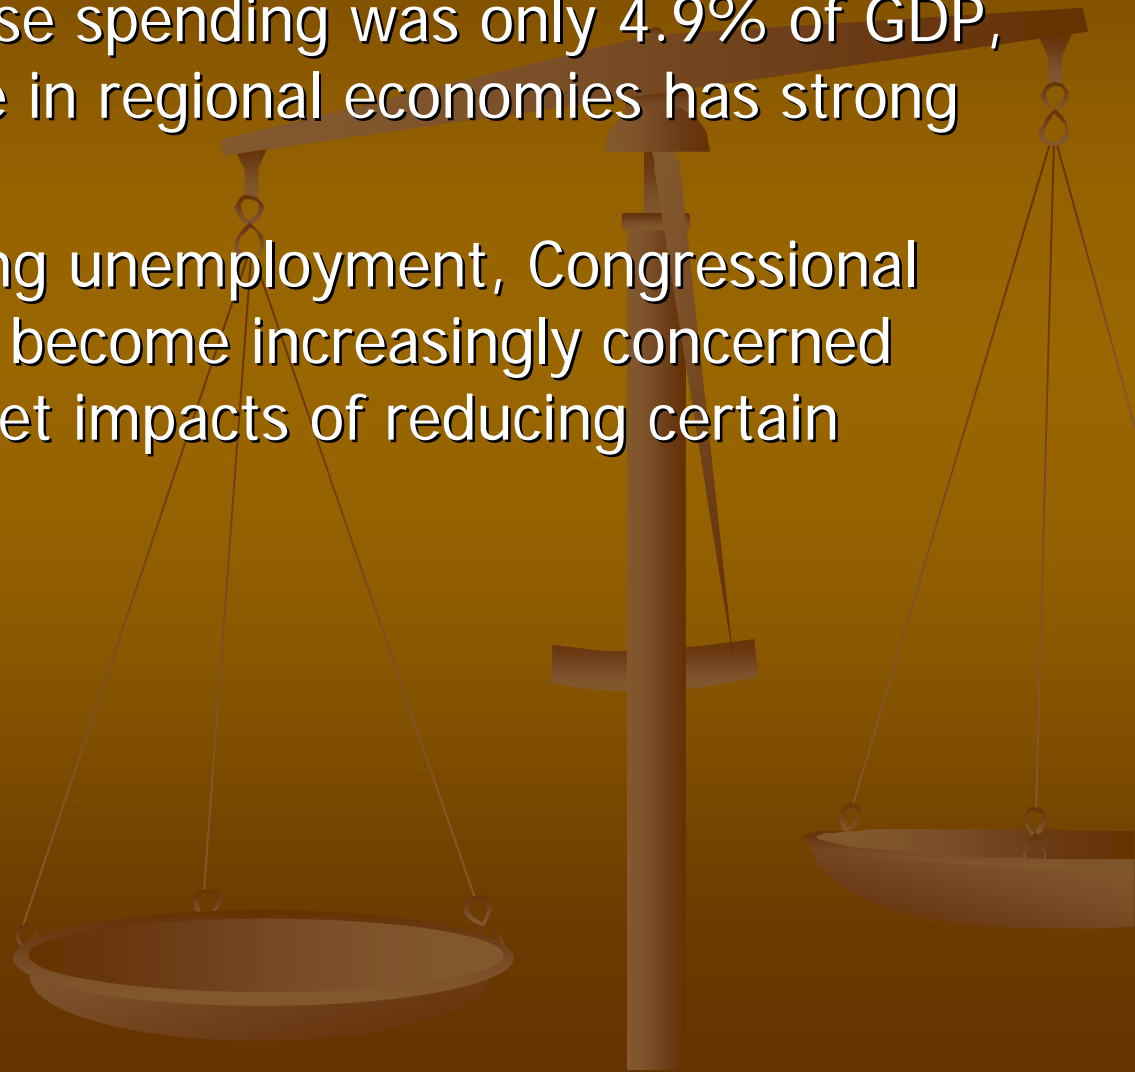 se spending was only 4.9% of GDP,
e in regional economies has strong
ng unemployment, Congressional
become increasingly concerned
et impacts of reducing certain